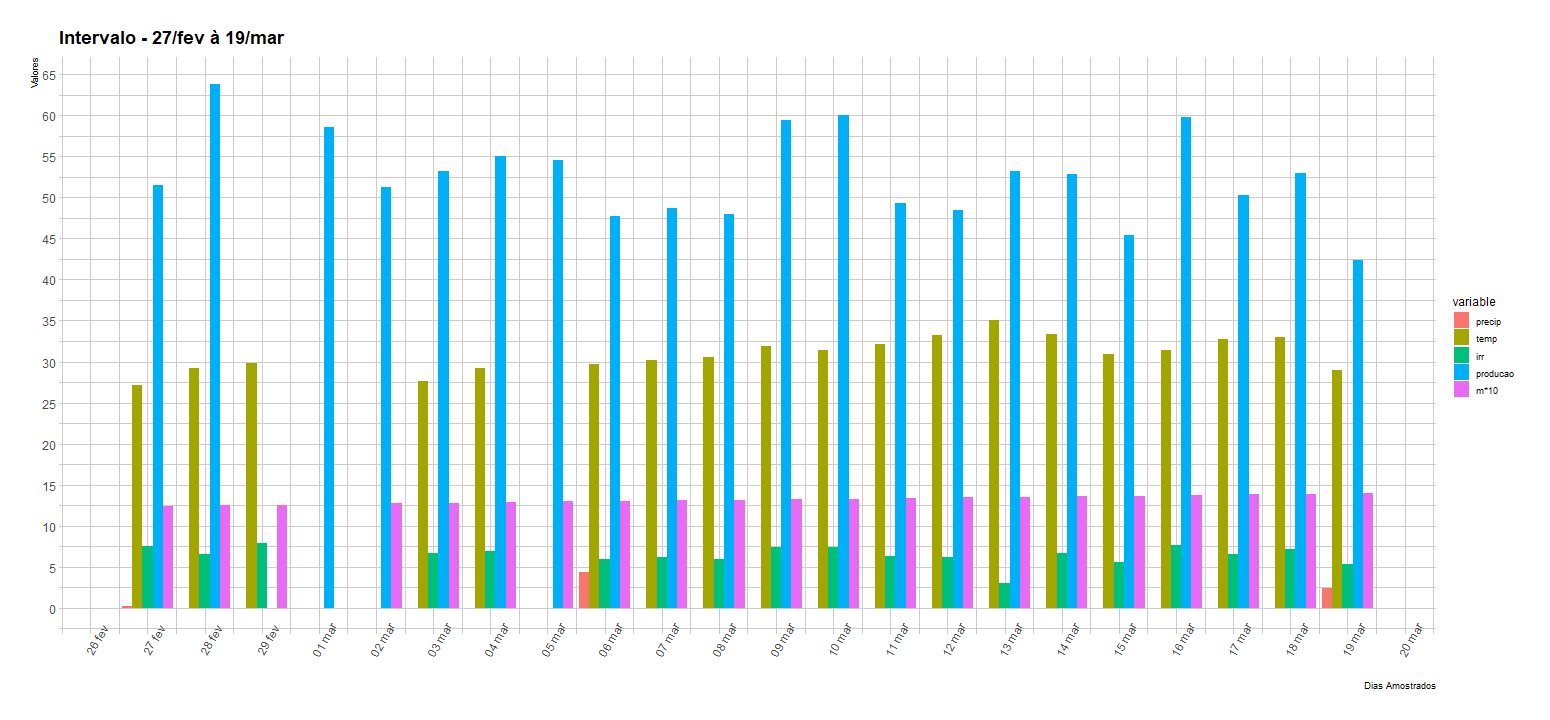 Intervalo - 27/fev à 19/mar
Valores
65
60
55
50
45
40
35
30
25
20
15
10
5
0
26 fev
27 fev
28 fev
29 fev
01 mar
02 mar
03 mar
04 mar
05 mar
06 mar
07 mar
08 mar
09 mar
10 mar
11 mar
12 mar
13 mar
14 mar
15 mar
16 mar
17 mar
18 mar
19 mar
20 mar
Dias Amostrados
variable
precip
temp
irr
producao
m*10